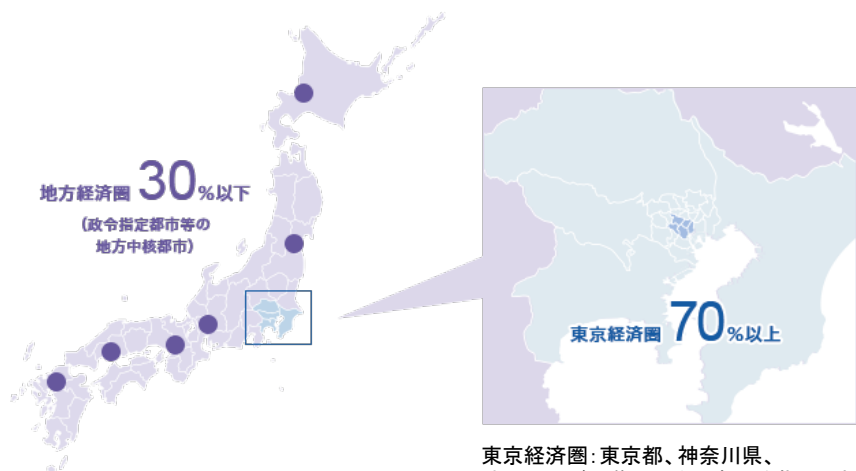 地方経済圏 30%以下
(政令指定都市等の
地方中核都市)
東京経済圏 70%以上
東京経済圏:東京都、神奈川県、